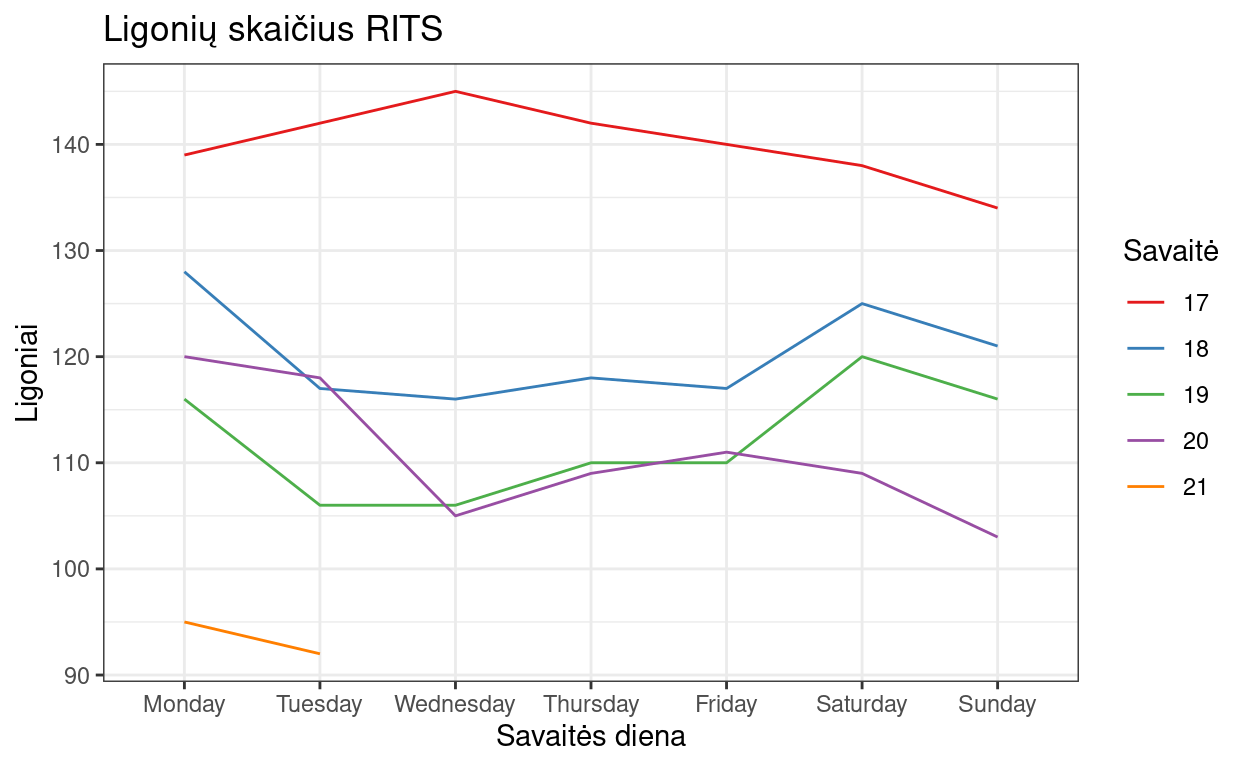 Ligonių skaičius RITS
Ligoniai
140
130
120
110
100
90
Monday Tuesday Wednesday Thursday Friday Saturday Sunday
Savaitės diena
Savaitė
17
18
19
20
21